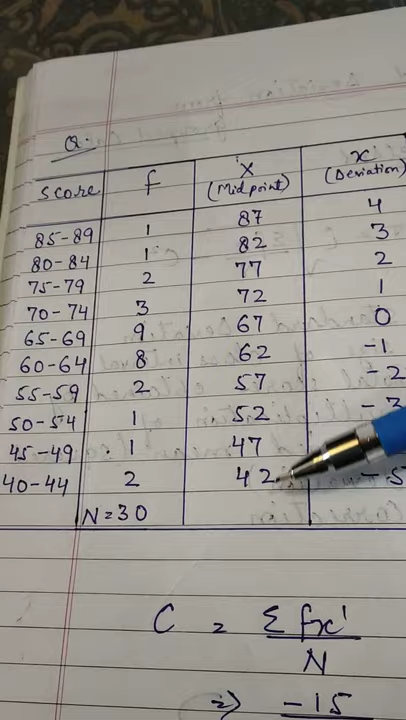 Q.
Score f X x'
(Midpoint) (Deviation)
85-89 1 87 4
80-84 1 82 3
75-79 2 77 2
70-74 3 72 1
65-69 9 67 0
60-64 8 62 -1
55-59 2 57 -2
50-54 1 52 -3
45-49 1 47
40-44 2 42 -5
N=30
C = Σfx'
N
=) -15